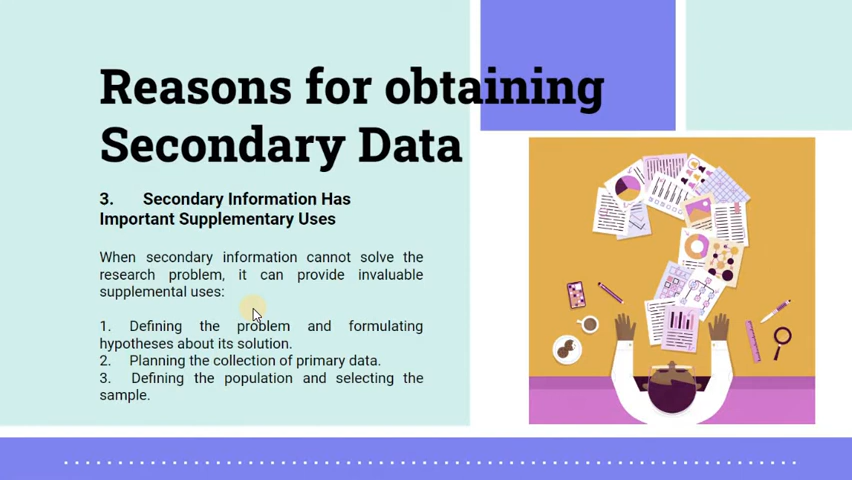 Reasons for obtaining
Secondary Data
3. Secondary Information Has
Important Supplementary Uses
When secondary information cannot solve the
research problem, it can provide invaluable
supplemental uses:
1. Defining the problem and formulating
hypotheses about its solution.
2. Planning the collection of primary data.
3. Defining the population and selecting the
sample.